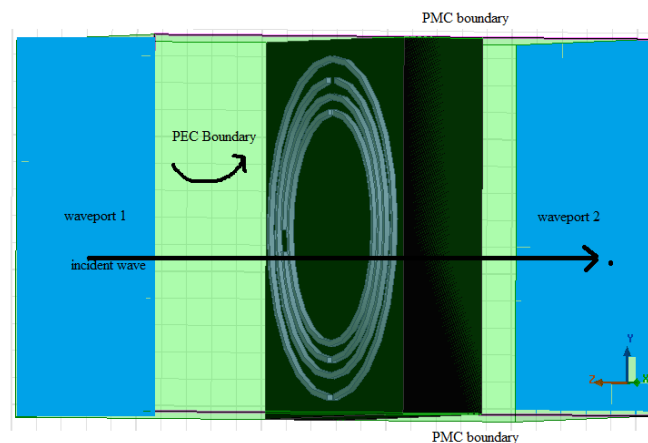 PMC boundary
PEC Boundary
waveport 1
waveport 2
incident wave
Y
Z
X
PMC boundary